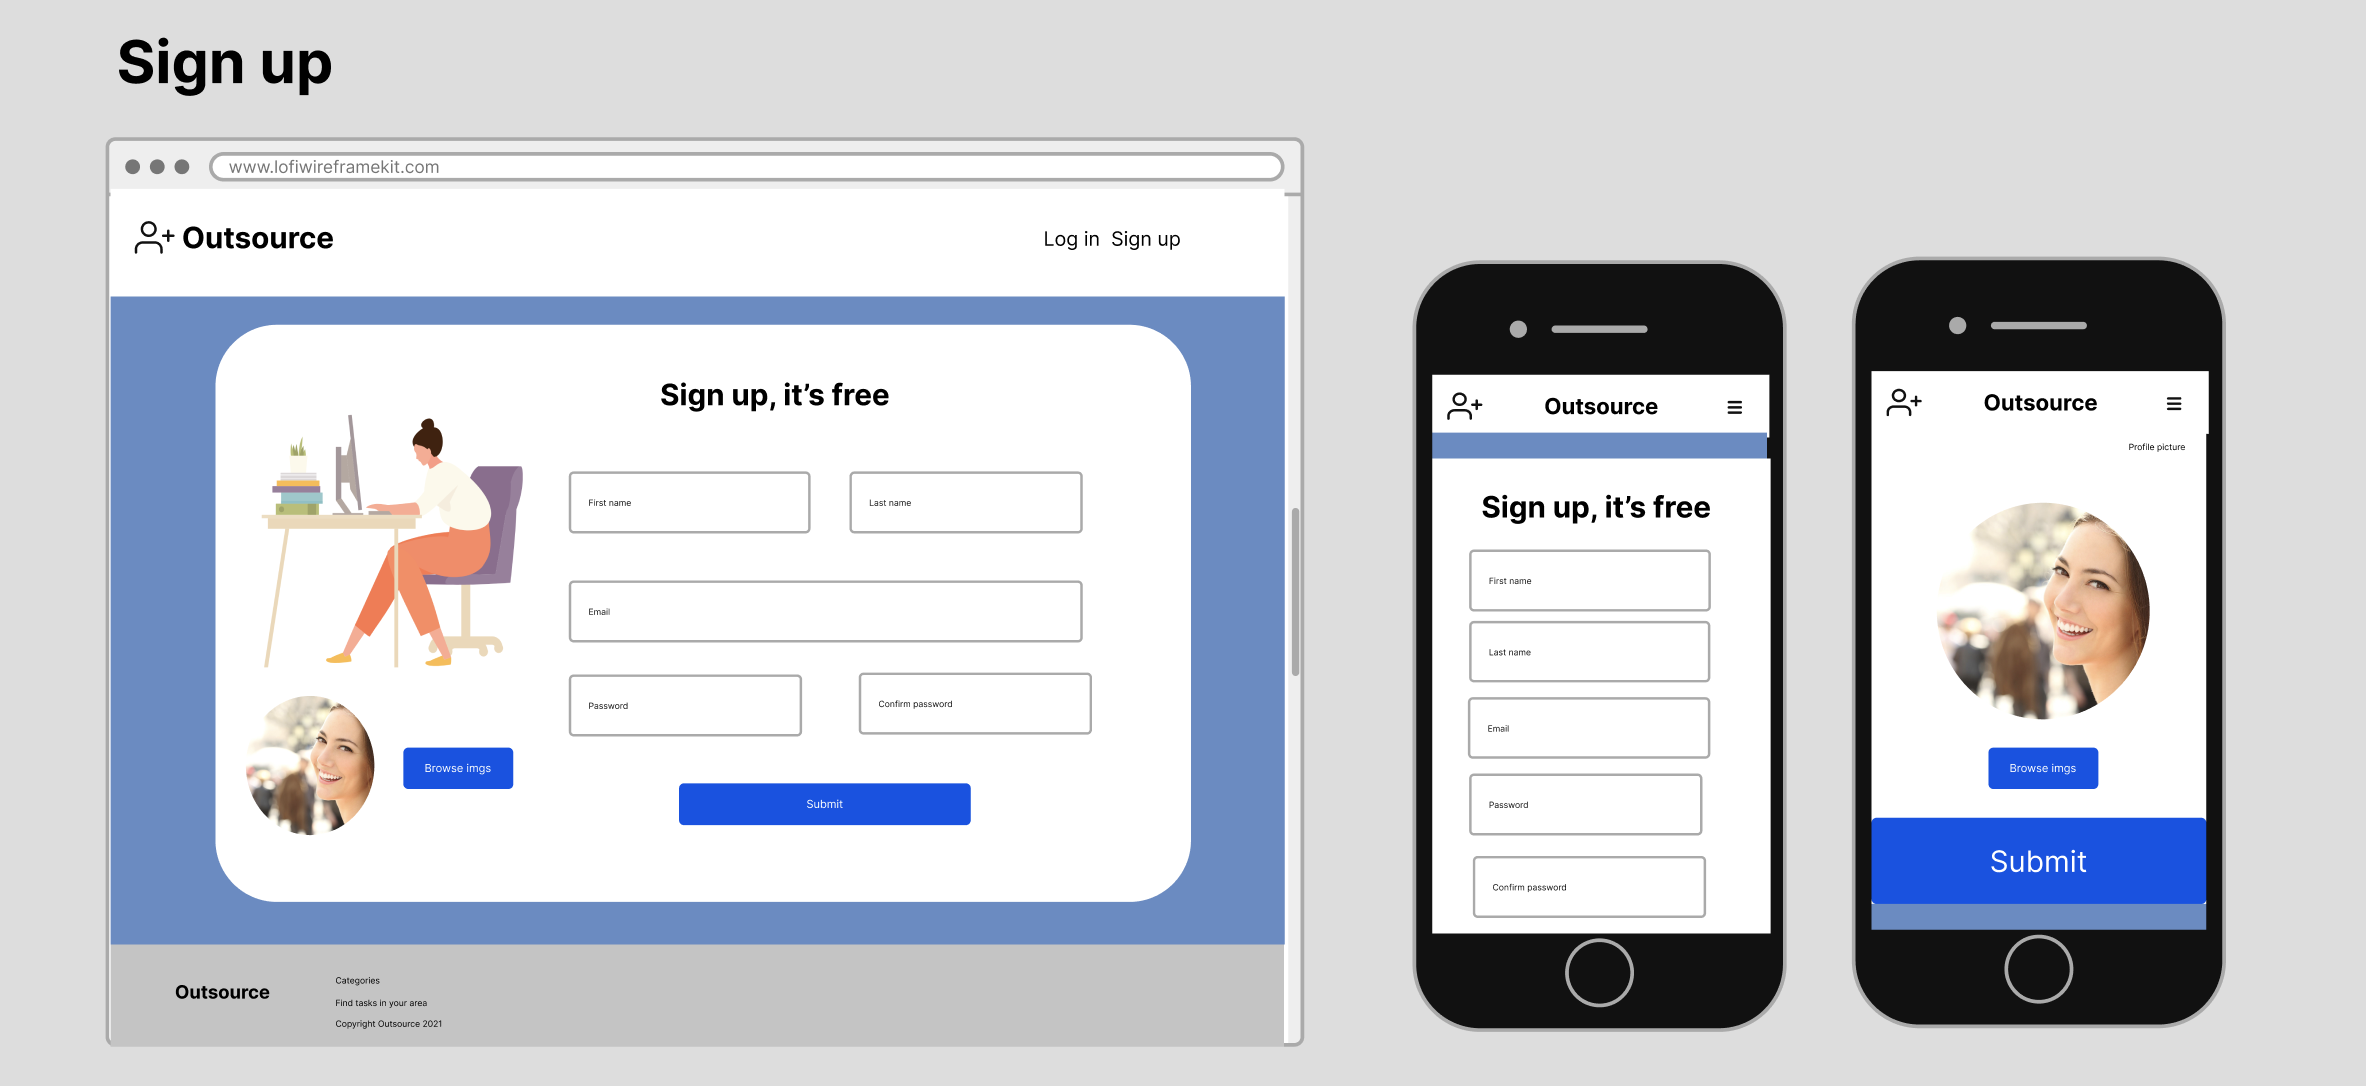 Sign up
www.lofiwireframekit.com
Outsource
Log in Sign up
Sign up, it’s free
First name
Last name
Email
Password
Confirm password
Browse imgs
Submit
Outsource
Categories
Find tasks in your area
Copyright Outsource 2021
Outsource
Sign up, it’s free
First name
Last name
Email
Password
Confirm password
Outsource
Profile picture
Browse imgs
Submit